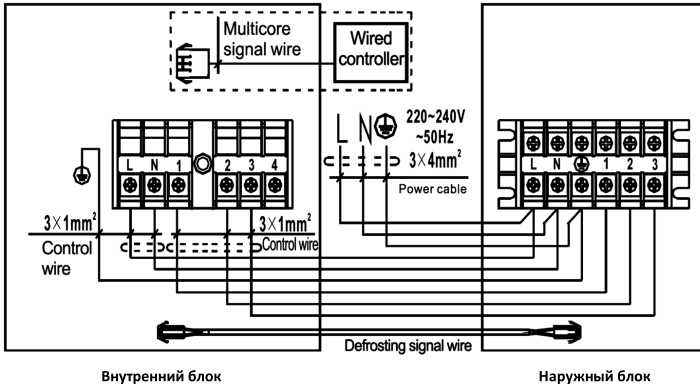 Multicore
signal wire
Wired
controller
L N 220~240V
~50Hz
3×4mm²
Power cable
L N 1 2 3 4
L N 1 2 3
3×1mm²
Control
wire
3×1mm²
Control wire
Defrosting signal wire
Внутренний блок
Наружный блок